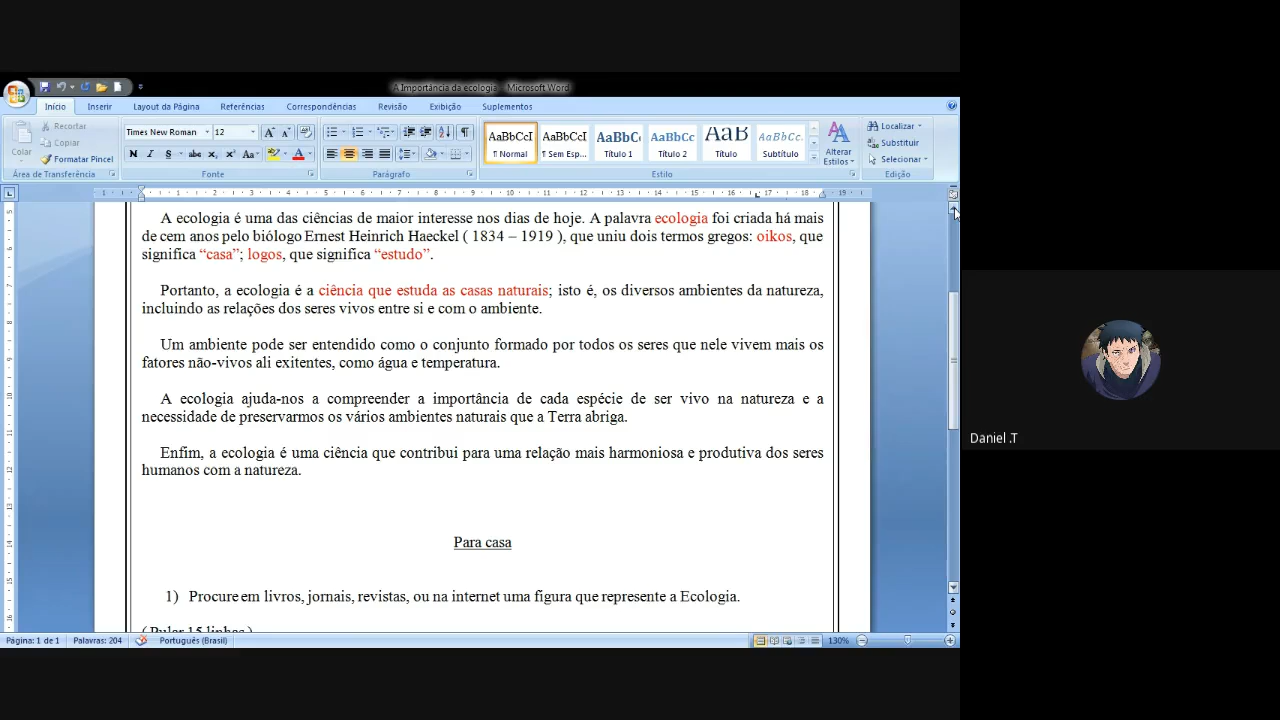 A Importância da ecologia - Microsoft Word
Início Inserir Layout da Página Referências Correspondências Revisão Exibição Suplementos
Colar
Recortar
Copiar
Formatar Pincel
Área de Transferência
Times New Roman 12
Fonte
Parágrafo
AaBbCcI AaBbCcI AaBbC AaBbCc AaB AaBbCc.
¶ Normal ¶ Sem Esp... Título 1 Título 2 Título Subtítulo
Alterar Estilos
Estilo
Localizar
Substituir
Selecionar
Edição
A ecologia é uma das ciências de maior interesse nos dias de hoje. A palavra ecologia foi criada há mais
de cem anos pelo biólogo Ernest Heinrich Haeckel ( 1834 – 1919 ), que uniu dois termos gregos: oikos, que
significa “casa”; logos, que significa “estudo”.
Portanto, a ecologia é a ciência que estuda as casas naturais; isto é, os diversos ambientes da natureza,
incluindo as relações dos seres vivos entre si e com o ambiente.
Um ambiente pode ser entendido como o conjunto formado por todos os seres que nele vivem mais os
fatores não-vivos ali exitentes, como água e temperatura.
A ecologia ajuda-nos a compreender a importância de cada espécie de ser vivo na natureza e a
necessidade de preservarmos os vários ambientes naturais que a Terra abriga.
Enfim, a ecologia é uma ciência que contribui para uma relação mais harmoniosa e produtiva dos seres
humanos com a natureza.
Para casa
1) Procure em livros, jornais, revistas, ou na internet uma figura que represente a Ecologia.
( Pular 15 linhas )
Página: 1 de 1 Palavras: 204 Português (Brasil) 130%
Daniel .T